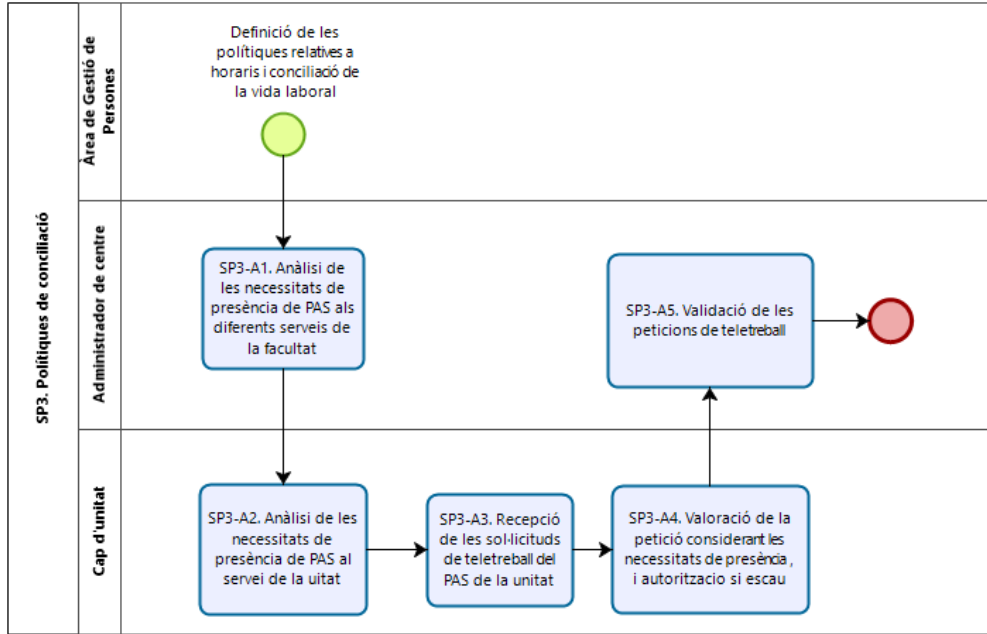 SP3. Polítiques de conciliació
Àrea de Gestió de
Persones
Definició de les
polítiques relatives a
horaris i conciliació de
la vida laboral
Administrador de centre
SP3-A1. Anàlisi de
les necessitats de
presència de PAS als
diferents serveis de
la facultat
SP3-A5. Validació de les
peticions de teletreball
Cap d'unitat
SP3-A2. Anàlisi de les
necessitats de
presència de PAS al
servei de la uitat
SP3-A3. Recepció
de les sol·licituds
de teletreball del
PAS de la unitat
SP3-A4. Valoració de la
petició considerant les
necessitats de presència,
i autorització si escau